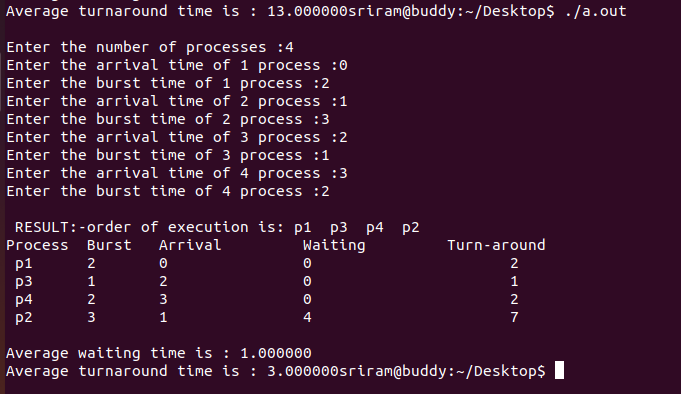 Average turnaround time is : 13.000000sriram@buddy:~/Desktop$ ./a.out
Enter the number of processes :4
Enter the arrival time of 1 process :0
Enter the burst time of 1 process :2
Enter the arrival time of 2 process :1
Enter the burst time of 2 process :3
Enter the arrival time of 3 process :2
Enter the burst time of 3 process :1
Enter the arrival time of 4 process :3
Enter the burst time of 4 process :2
RESULT:-order of execution is: p1 p3 p4 p2
Process Burst Arrival Waiting Turn-around
p1 2 0 0 2
p3 1 2 0 1
p4 2 3 0 2
p2 3 1 4 7
Average waiting time is : 1.000000
Average turnaround time is : 3.000000sriram@buddy:~/Desktop$